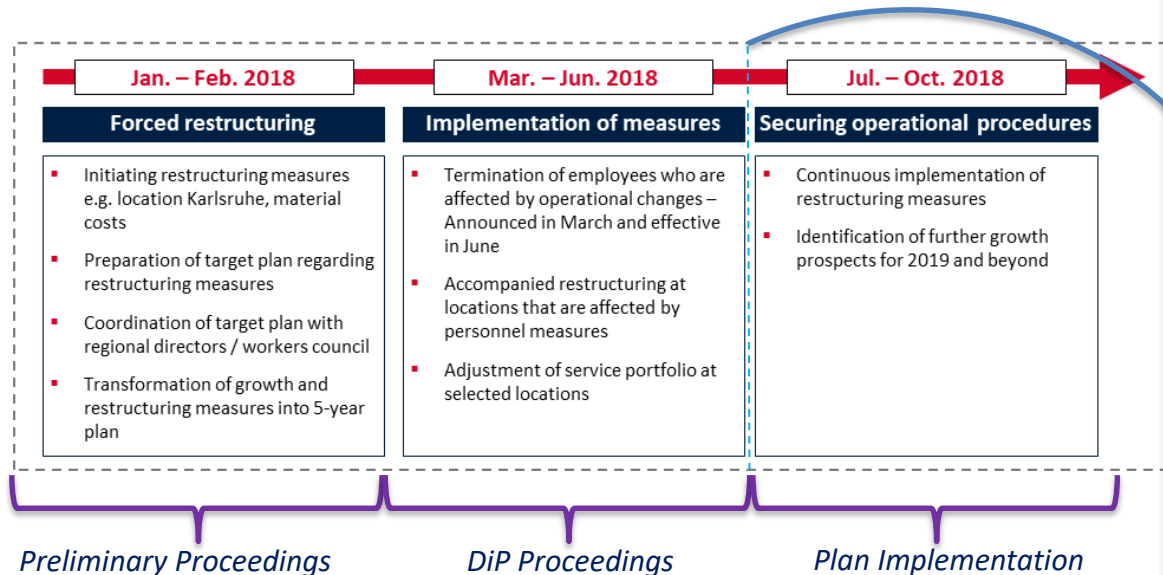 Jan. – Feb. 2018
Mar. – Jun. 2018
Jul. – Oct. 2018
Forced restructuring
Implementation of measures
Securing operational procedures
Initiating restructuring measures
e.g. location Karlsruhe, material
costs
Preparation of target plan regarding
restructuring measures
Coordination of target plan with
regional directors / workers council
Transformation of growth and
restructuring measures into 5-year
plan
Termination of employees who are
affected by operational changes –
Announced in March and effective
in June
Accompanied restructuring at
locations that are affected by
personnel measures
Adjustment of service portfolio at
selected locations
Continuous implementation of
restructuring measures
Identification of further growth
prospects for 2019 and beyond
Preliminary Proceedings
DiP Proceedings
Plan Implementation